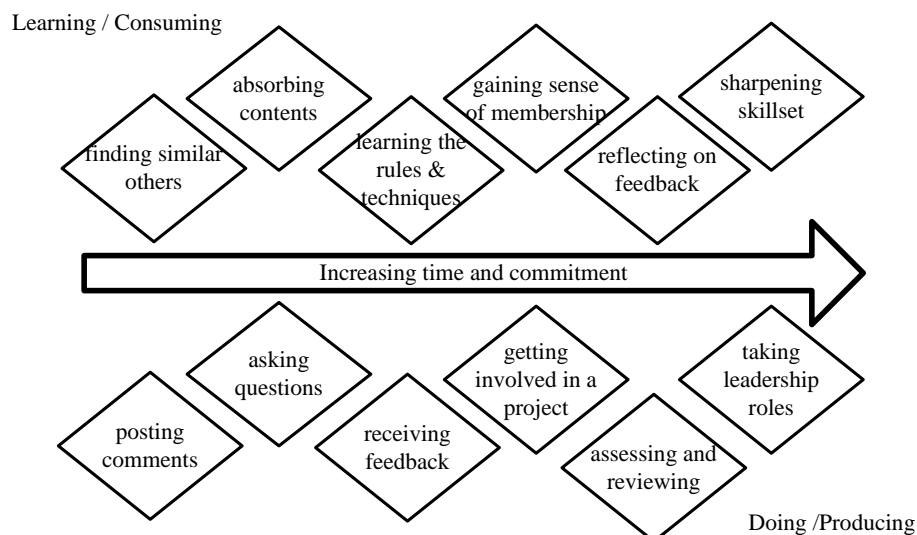 Learning / Consuming
finding similar
others
absorbing
contents
learning the
rules &
techniques
gaining sense
of membership
reflecting on
feedback
sharpening
skillset
Increasing time and commitment
posting
comments
asking
questions
receiving
feedback
getting
involved in a
project
assessing and
reviewing
taking
leadership
roles
Doing /Producing